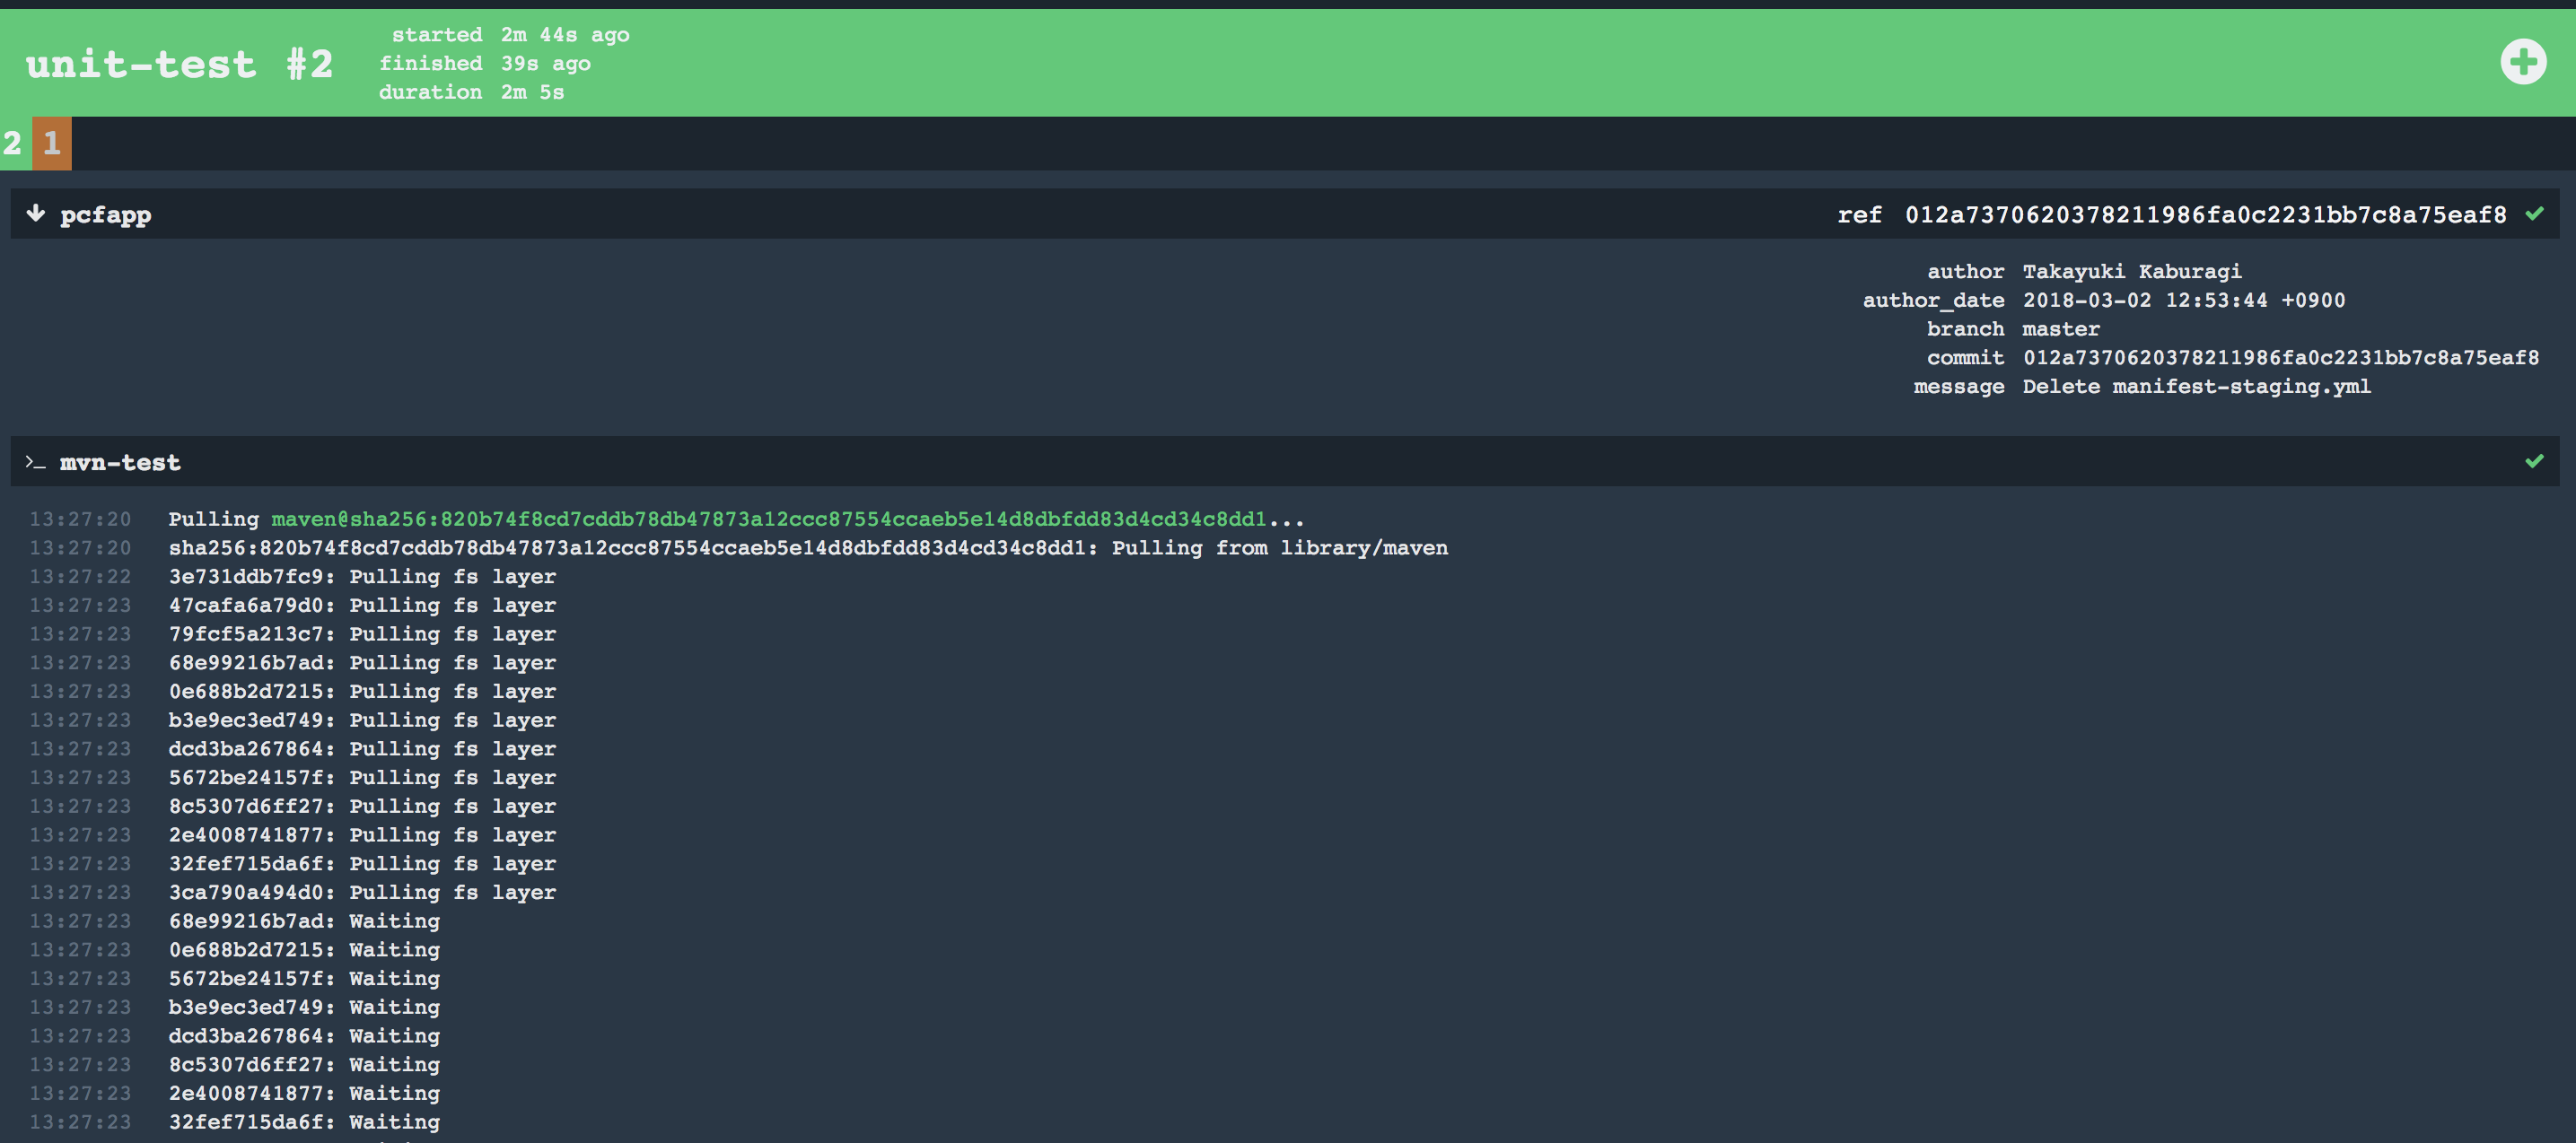 unit-test #2
started 2m 44s ago
finished 39s ago
duration 2m 5s
2 1
pcfapp ref 012a7370620378211986fa0c2231bb7c8a75eaf8
author Takayuki Kaburagi
author_date 2018-03-02 12:53:44 +0900
branch master
commit 012a7370620378211986fa0c2231bb7c8a75eaf8
message Delete manifest-staging.yml
>_ mvn-test
13:27:20 Pulling maven@sha256:820b74f8cd7cddb78db47873a12ccc87554ccaeb5e14d8dbfdd83d4cd34c8dd1...
13:27:20 sha256:820b74f8cd7cddb78db47873a12ccc87554ccaeb5e14d8dbfdd83d4cd34c8dd1: Pulling from library/maven
13:27:22 3e731ddb7fc9: Pulling fs layer
13:27:23 47cafa6a79d0: Pulling fs layer
13:27:23 79fcf5a213c7: Pulling fs layer
13:27:23 68e99216b7ad: Pulling fs layer
13:27:23 0e688b2d7215: Pulling fs layer
13:27:23 b3e9ec3ed749: Pulling fs layer
13:27:23 dcd3ba267864: Pulling fs layer
13:27:23 5672be24157f: Pulling fs layer
13:27:23 8c5307d6ff27: Pulling fs layer
13:27:23 2e4008741877: Pulling fs layer
13:27:23 32fef715da6f: Pulling fs layer
13:27:23 3ca790a494d0: Pulling fs layer
13:27:23 68e99216b7ad: Waiting
13:27:23 0e688b2d7215: Waiting
13:27:23 5672be24157f: Waiting
13:27:23 b3e9ec3ed749: Waiting
13:27:23 dcd3ba267864: Waiting
13:27:23 8c5307d6ff27: Waiting
13:27:23 2e4008741877: Waiting
13:27:23 32fef715da6f: Waiting